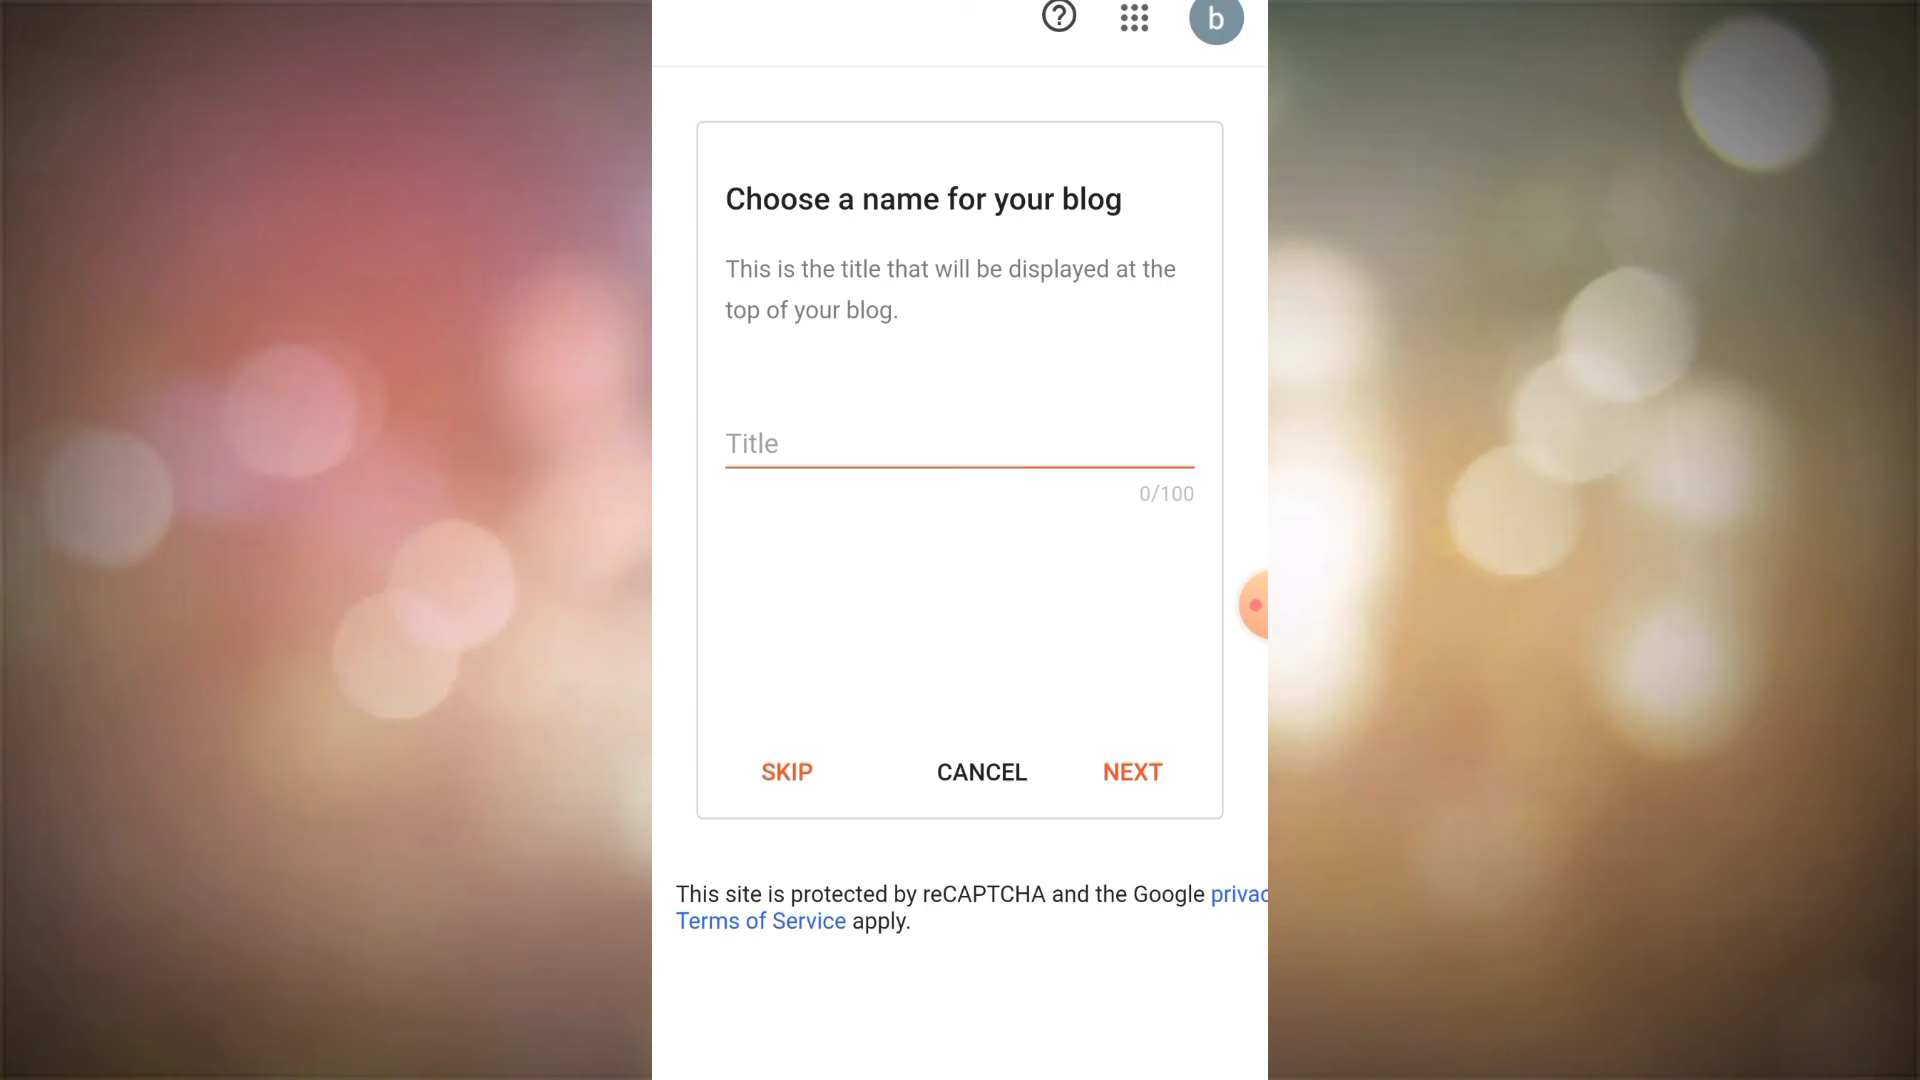 b
Choose a name for your blog
This is the title that will be displayed at the
top of your blog.
Title
0/100
SKIP CANCEL NEXT
This site is protected by reCAPTCHA and the Google privac
Terms of Service apply.